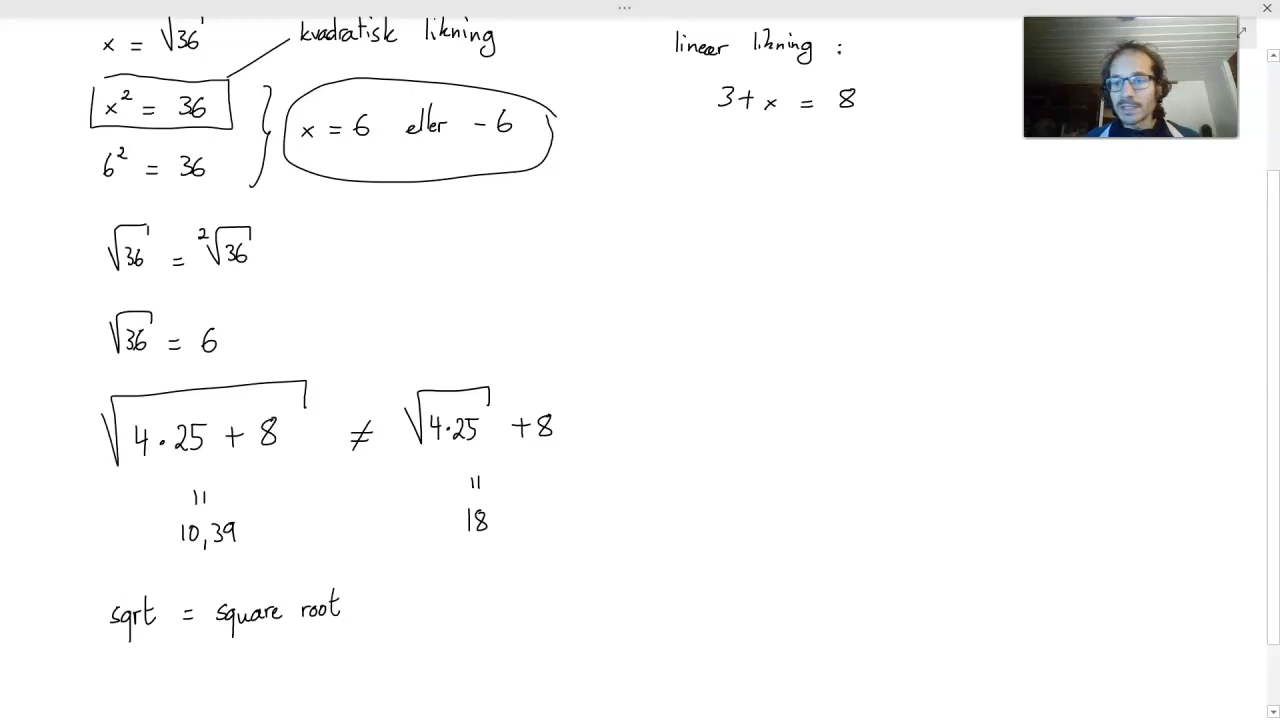 x = √36
kvadratisk likning
x² = 36
6² = 36
x = 6 eller - 6
√36 = ²√36
√36 = 6
√(4·25 + 8) ≠ √(4·25) + 8
= =
10,39 18
sqrt = square root
linear likning :
3 + x = 8